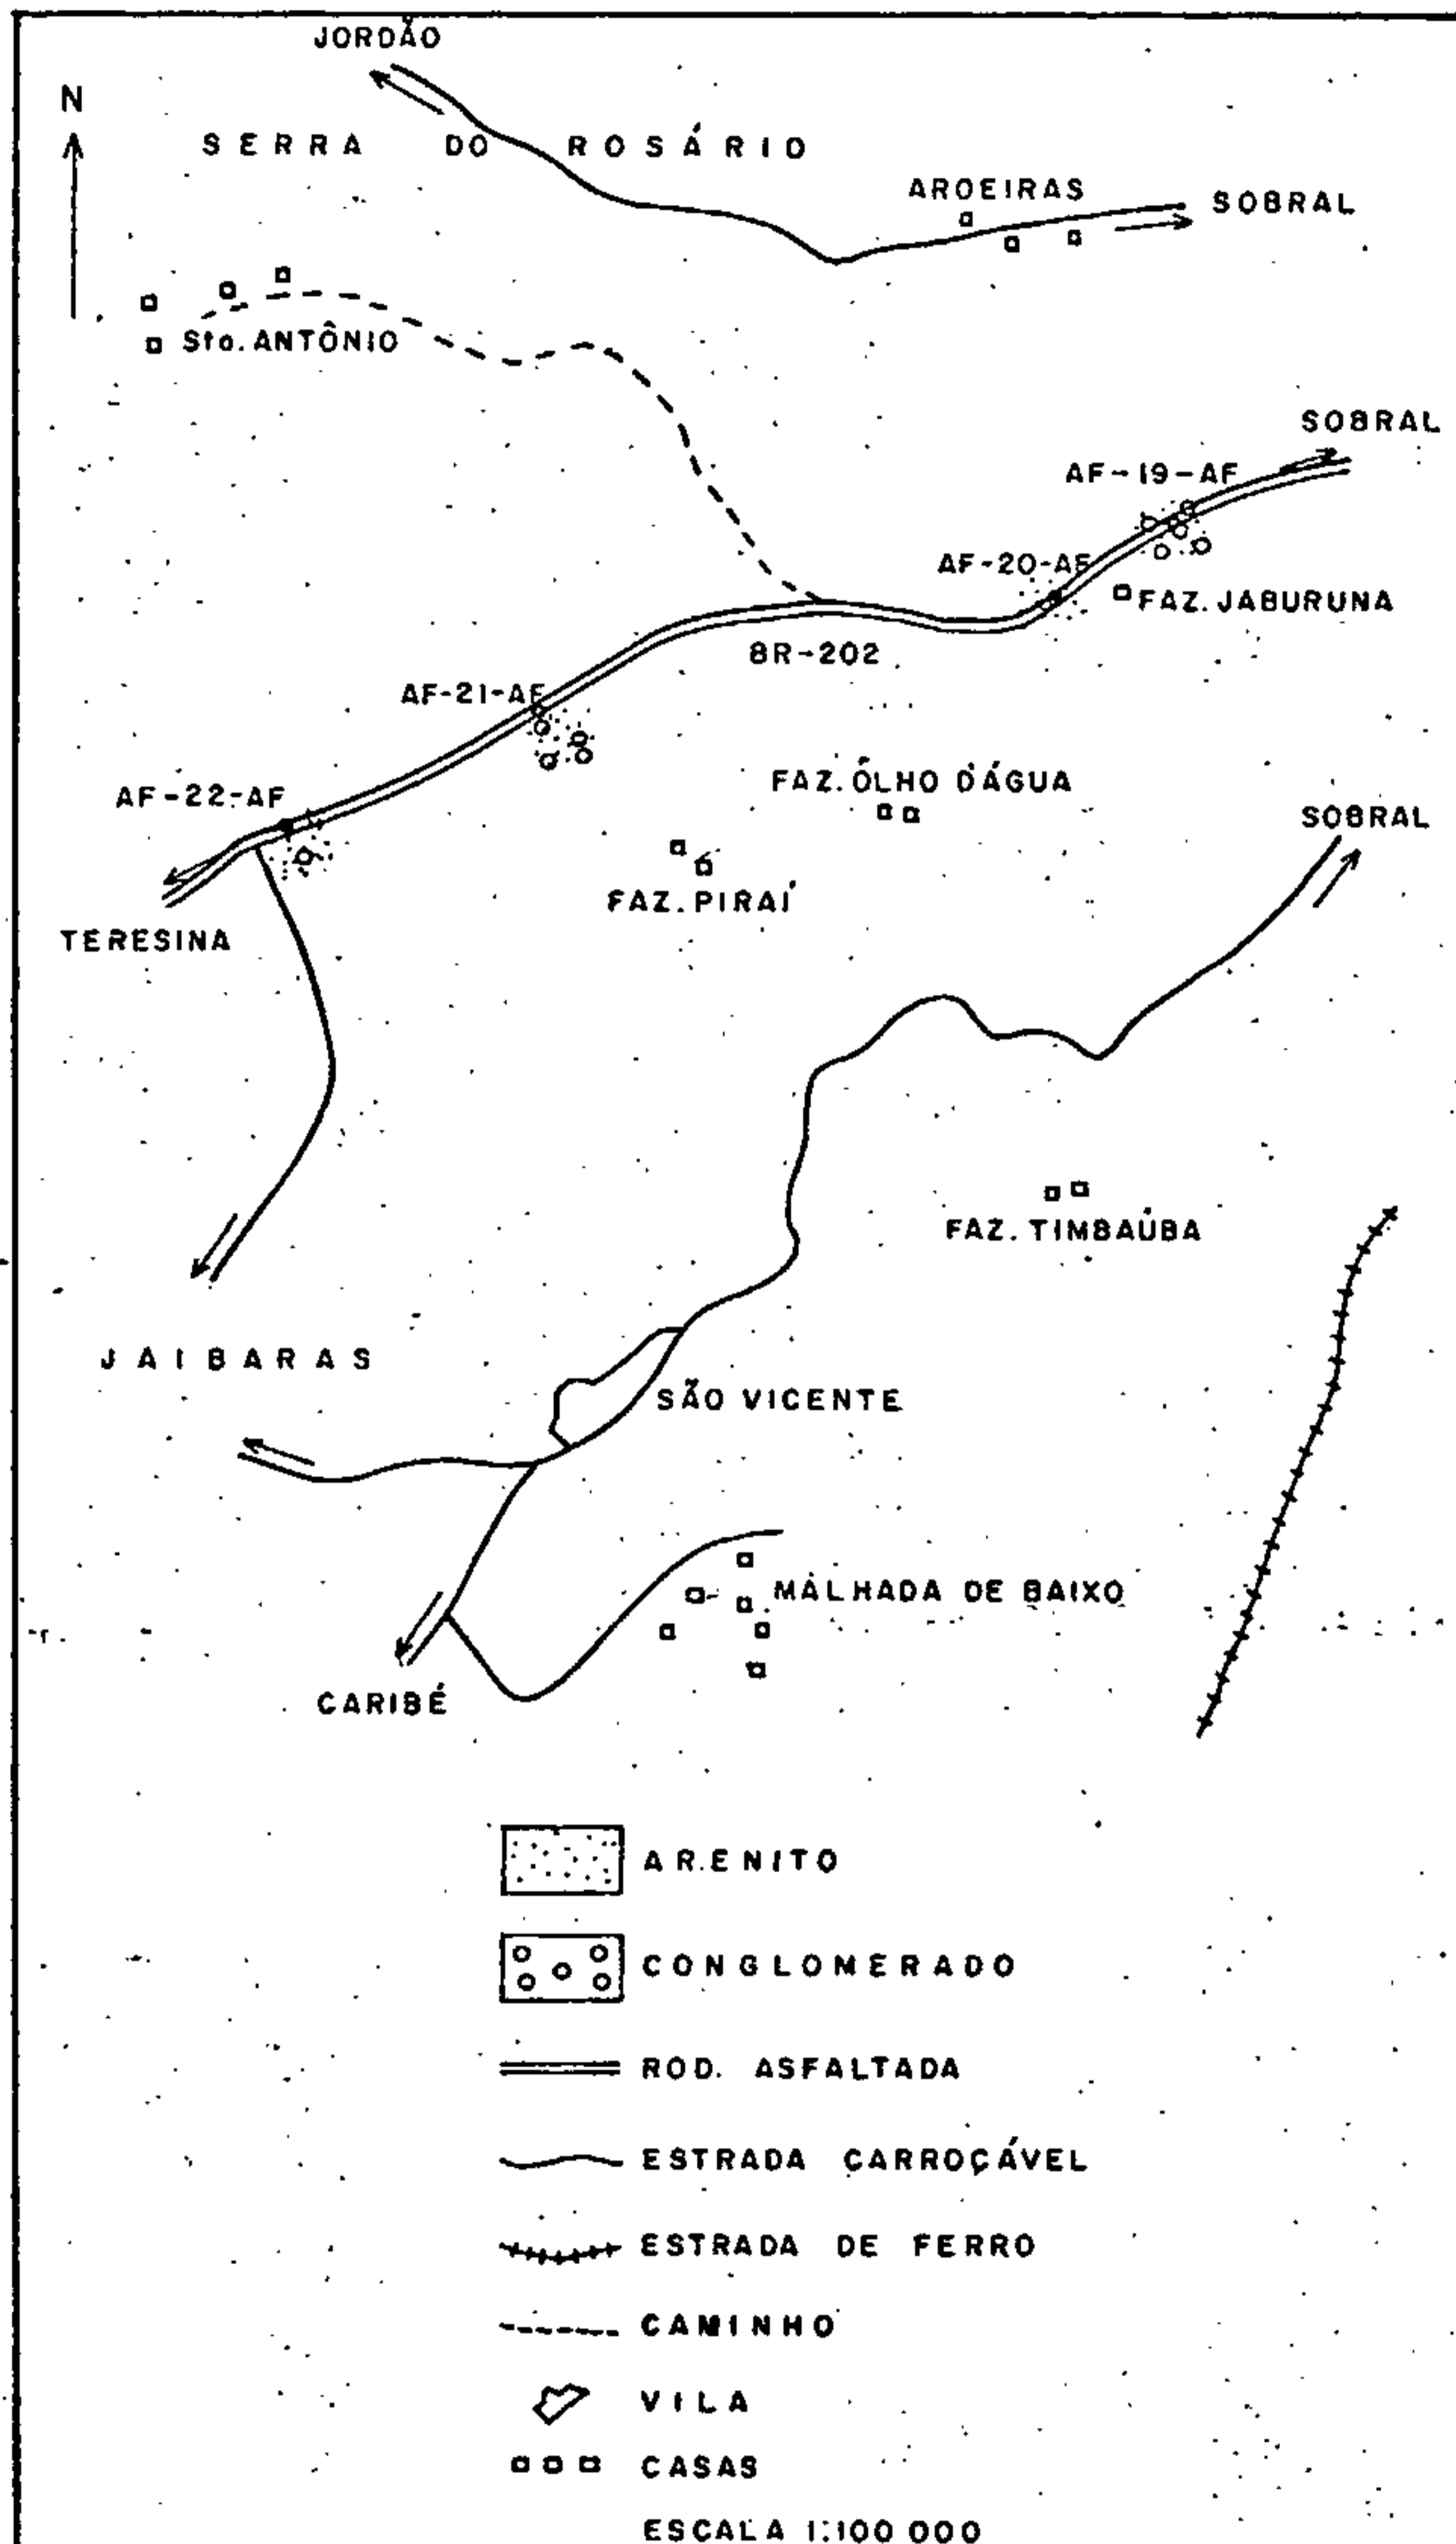 JORDÃO
N
SERRA DO ROSÁRIO
AROEIRAS
SOBRAL
Sto. ANTÔNIO
SOBRAL
AF-19-AF
AF-20-AF
FAZ. JABURUNA
BR-202
AF-21-AF
FAZ. ÓLHO D'ÁGUA
AF-22-AF
SOBRAL
FAZ. PIRAÍ
TERESINA
FAZ. TIMBAÚBA
JAIBARAS
SÃO VICENTE
MALHADA DE BAIXO
CARIBÉ
ARENITO
CONGLOMERADO
ROD. ASFALTADA
ESTRADA CARROÇÁVEL
ESTRADA DE FERRO
CAMINHO
VILA
CASAS
ESCALA 1:100 000